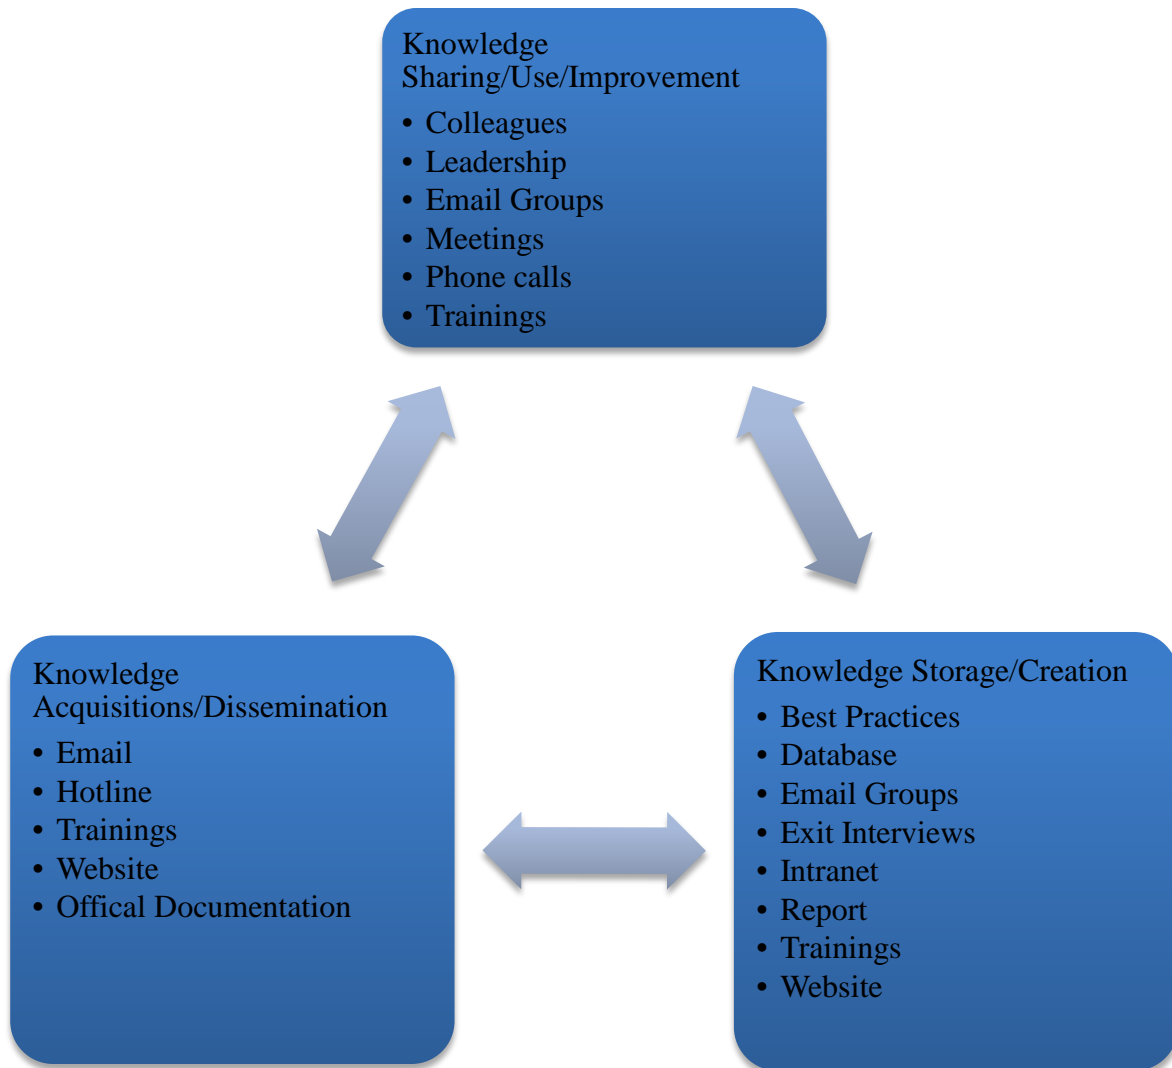 Knowledge
Sharing/Use/Improvement
• Colleagues
• Leadership
• Email Groups
• Meetings
• Phone calls
• Trainings
Knowledge
Acquisitions/Dissemination
• Email
• Hotline
• Trainings
• Website
• Offical Documentation
Knowledge Storage/Creation
• Best Practices
• Database
• Email Groups
• Exit Interviews
• Intranet
• Report
• Trainings
• Website